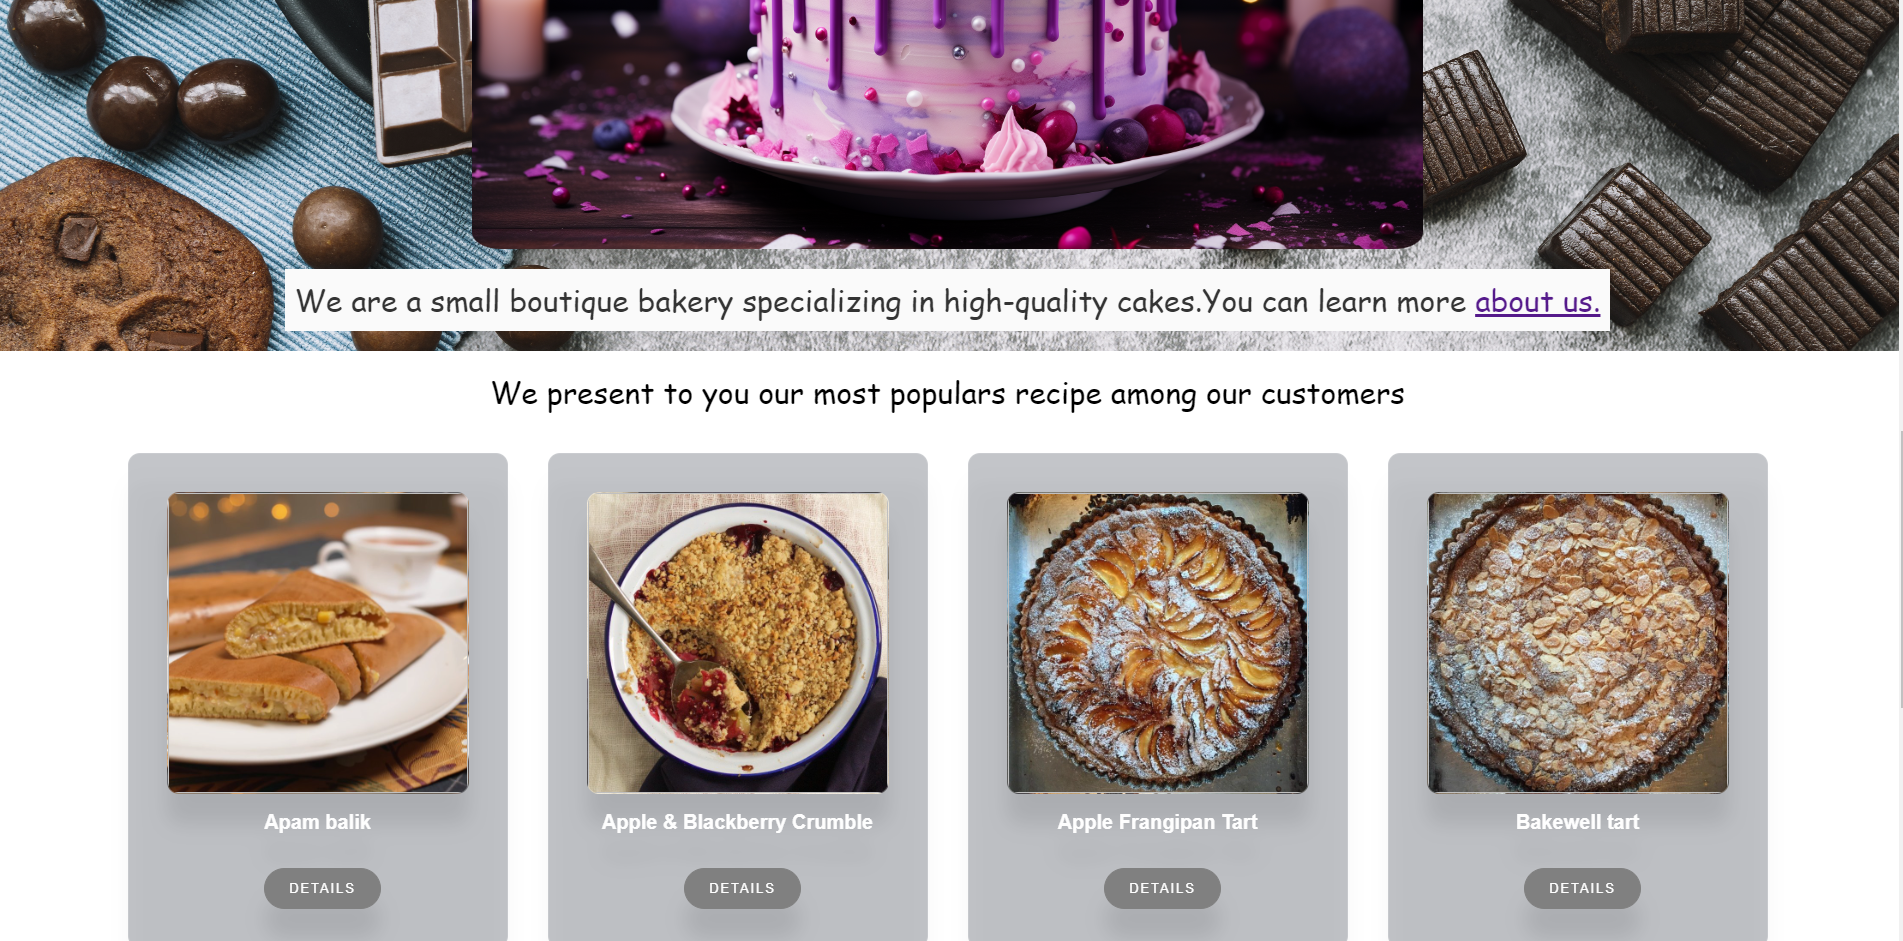 We are a small boutique bakery specializing in high-quality cakes.You can learn more about us.
We present to you our most populars recipe among our customers
Apam balik
Apple & Blackberry Crumble
Apple Frangipan Tart
Bakewell tart
DETAILS
DETAILS
DETAILS
DETAILS